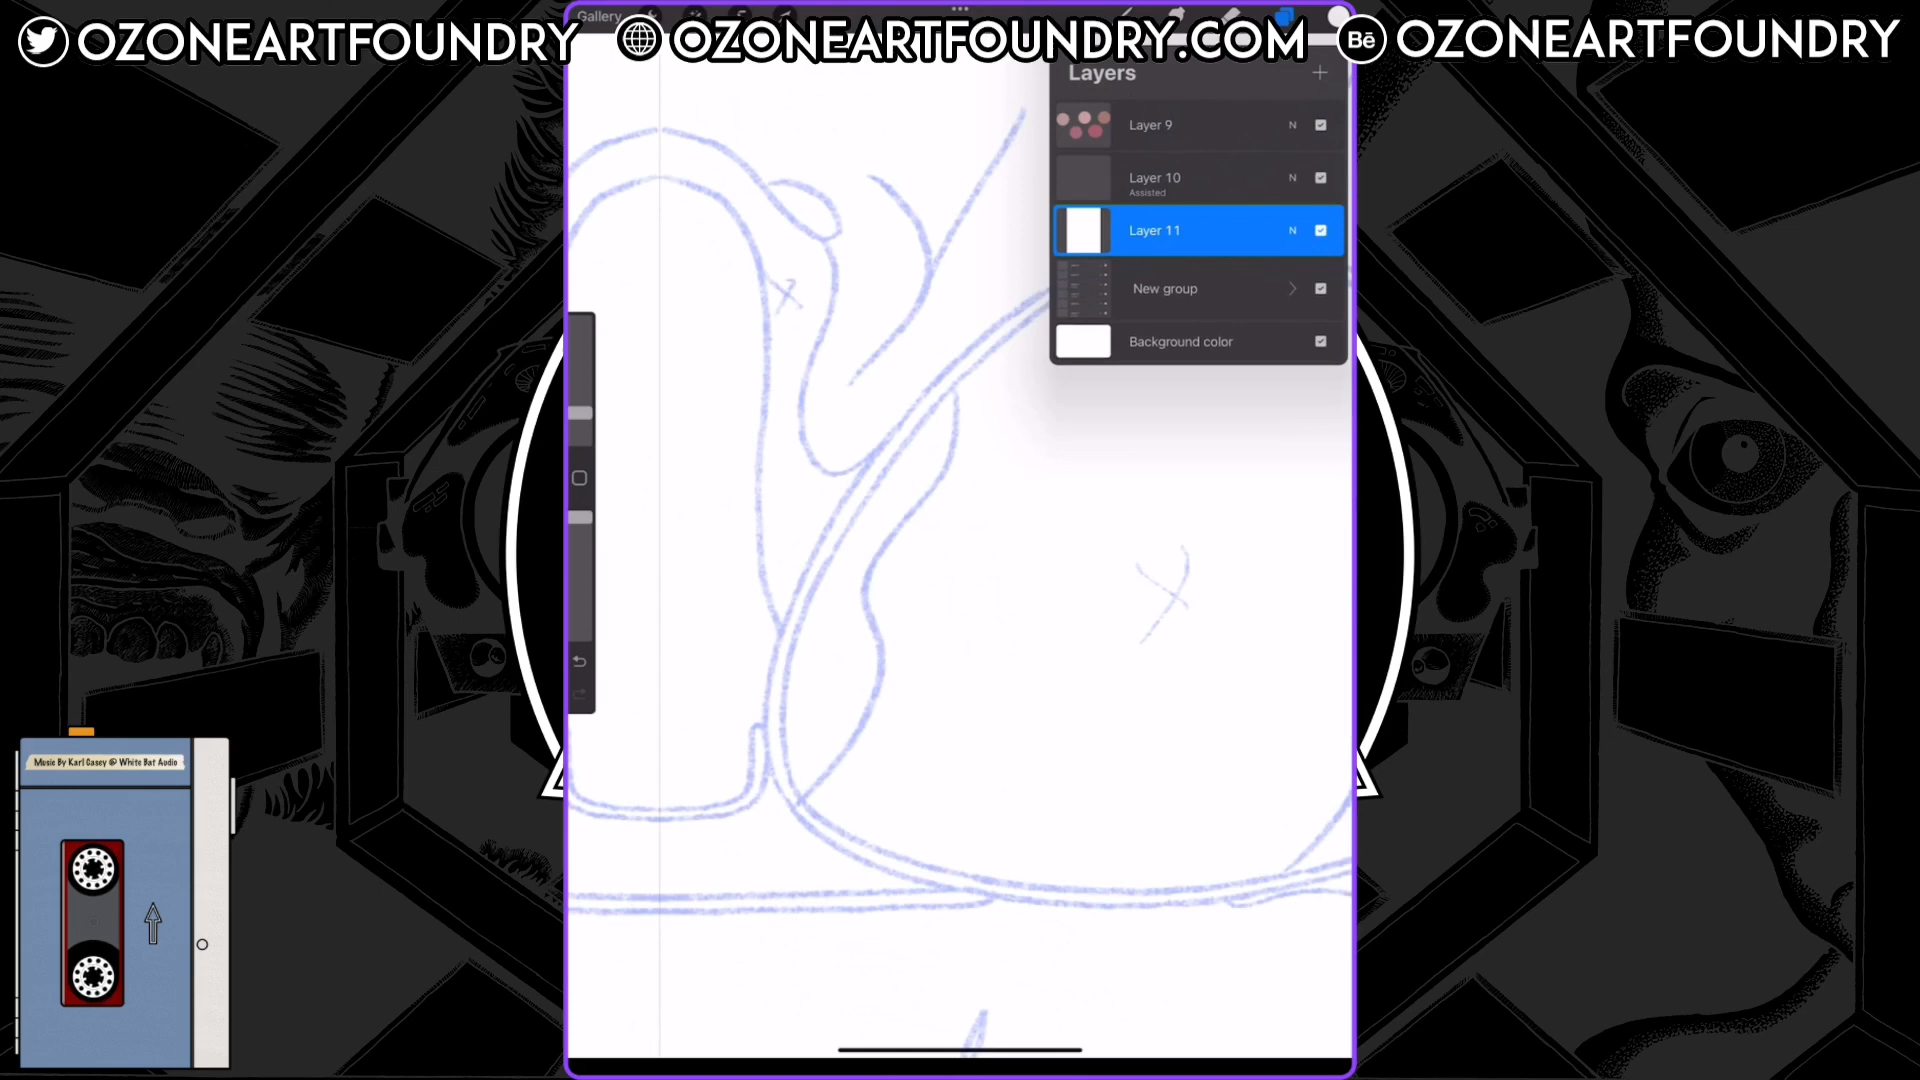 OZONEARTFOUNDRY OZONEARTFOUNDRY.COM Bē OZONEARTFOUNDRY
Gallery
Layers
Layer 9 N
Layer 10 N
Assisted
Layer 11 N
New group
Background color
Music By Karl Casey @ White Bat Audio